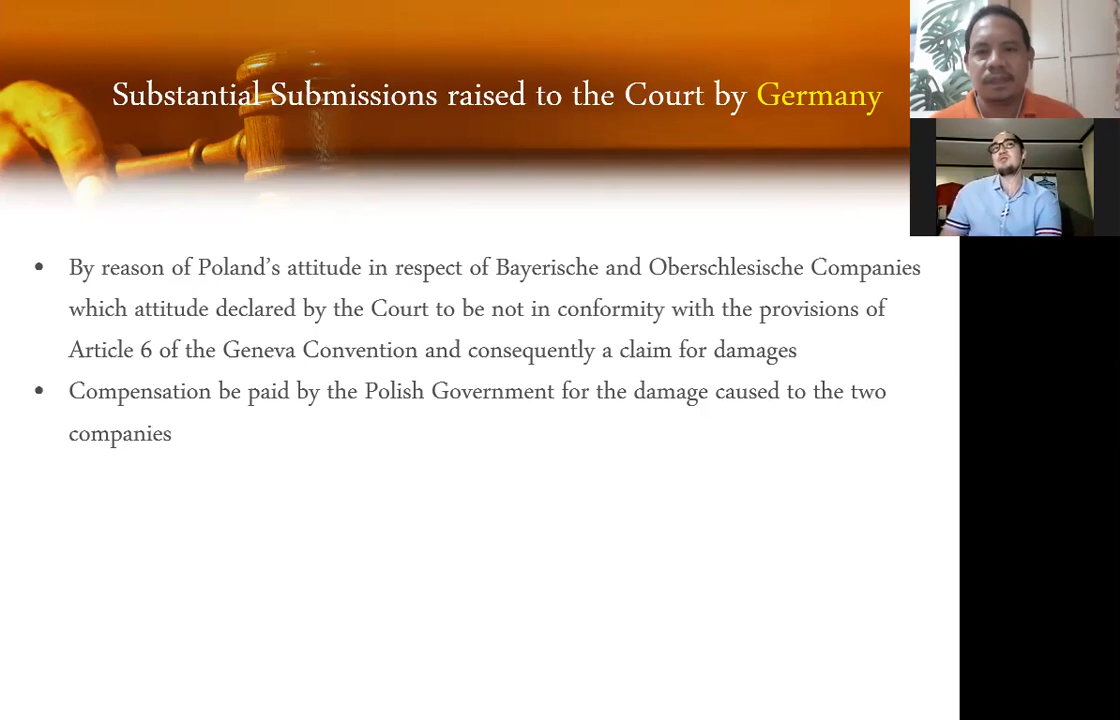 Substantial Submissions raised to the Court by Germany
• By reason of Poland’s attitude in respect of Bayerische and Oberschlesische Companies
which attitude declared by the Court to be not in conformity with the provisions of
Article 6 of the Geneva Convention and consequently a claim for damages
• Compensation be paid by the Polish Government for the damage caused to the two
companies